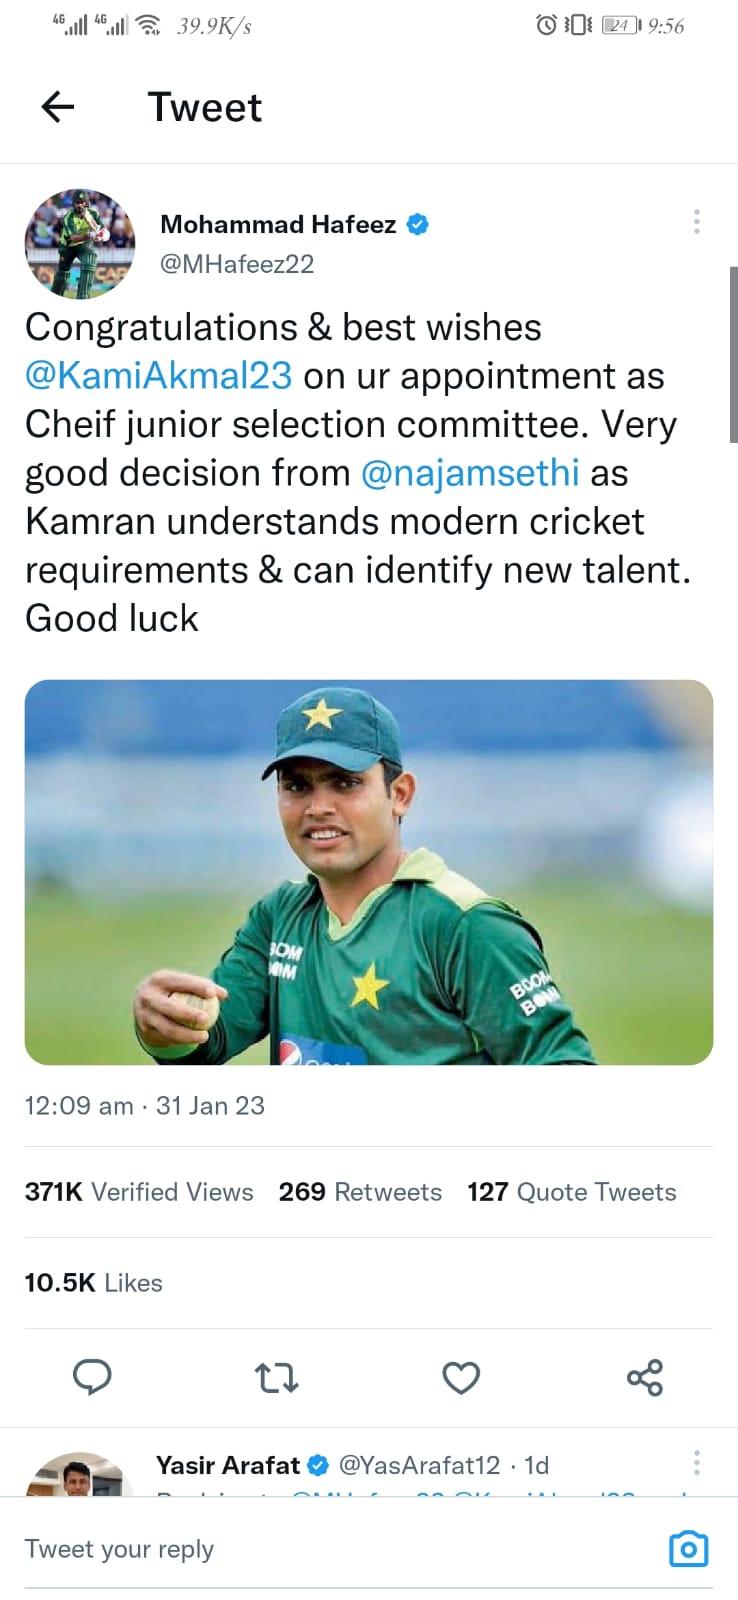 4G 4G 39.9K/s 24 9:56
Tweet
Mohammad Hafeez
@MHafeez22
Congratulations & best wishes
@KamiAkmal23 on ur appointment as
Cheif junior selection committee. Very
good decision from @najamsethi as
Kamran understands modern cricket
requirements & can identify new talent.
Good luck
BOOM
BOOM
12:09 am · 31 Jan 23
371K Verified Views 269 Retweets 127 Quote Tweets
10.5K Likes
Yasir Arafat @YasArafat12 · 1d
Tweet your reply